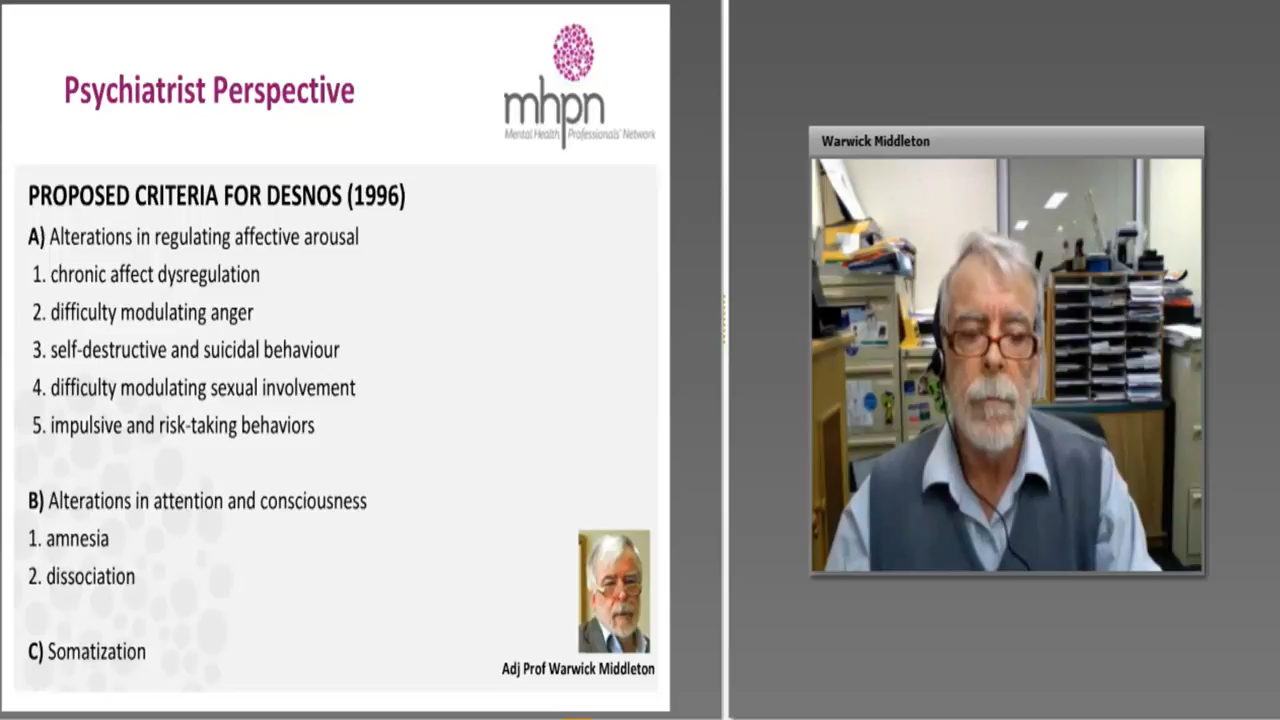 Psychiatrist Perspective
mhpn
Mental Health Professionals' Network
PROPOSED CRITERIA FOR DESNOS (1996)
A) Alterations in regulating affective arousal
1. chronic affect dysregulation
2. difficulty modulating anger
3. self-destructive and suicidal behaviour
4. difficulty modulating sexual involvement
5. impulsive and risk-taking behaviors
B) Alterations in attention and consciousness
1. amnesia
2. dissociation
C) Somatization
Adj Prof Warwick Middleton
Warwick Middleton